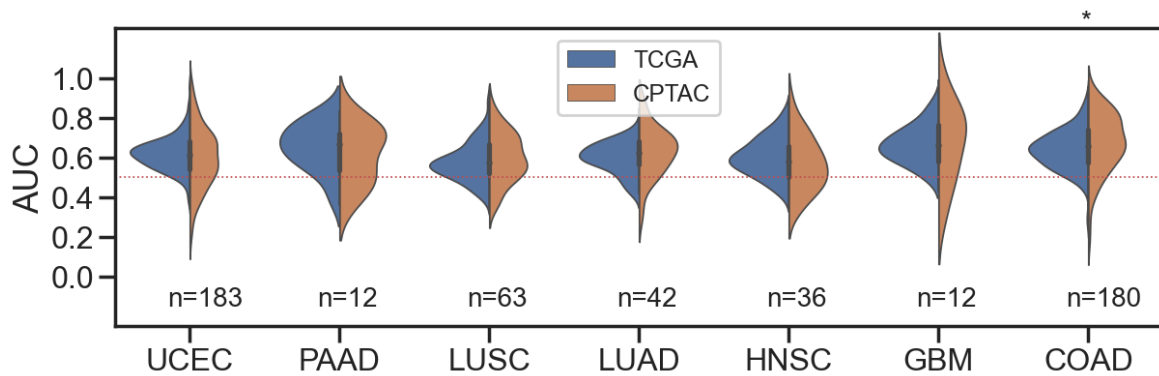 *
TCGA
CPTAC
AUC
1.0
0.8
0.6
0.4
0.2
0.0
n=183 n=12 n=63 n=42 n=36 n=12 n=180
UCEC PAAD LUSC LUAD HNSC GBM COAD